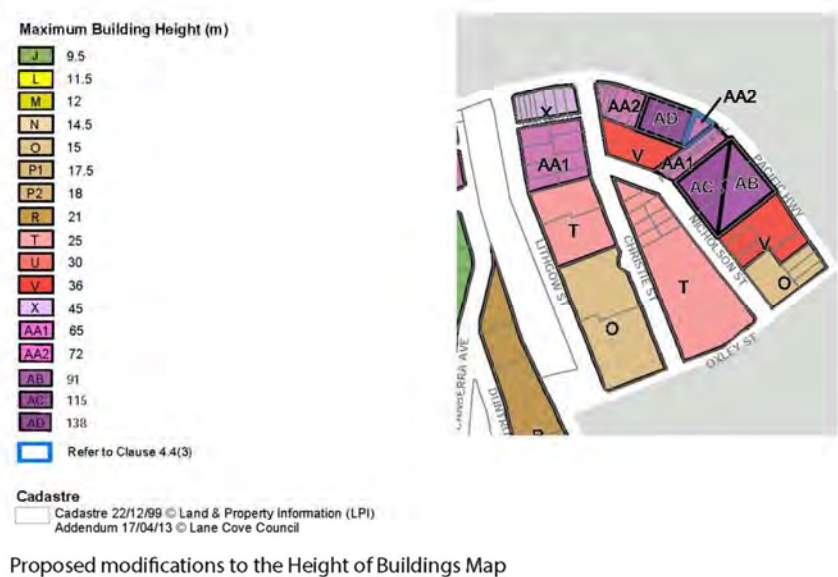 Maximum Building Height (m)
J 9.5
L 11.5
M 12
N 14.5
O 15
P1 17.5
P2 18
R 21
T 25
U 30
V 36
X 45
AA1 65
AA2 72
AB 91
AC 115
AD 138
Refer to Clause 4.4(3)
Cadastre
Cadastre 22/12/99 © Land & Property Information (LPI)
Addendum 17/04/13 © Lane Cove Council
AA2
AA2
AD
X
V
AA1
AA1
AC
AB
PACIFIC HWY
T
LITHGOW ST
CHRISTIE ST
NICHOLSON ST
V
T
O
O
OXLEY ST
CANBERRA AVE
R
Proposed modifications to the Height of Buildings Map